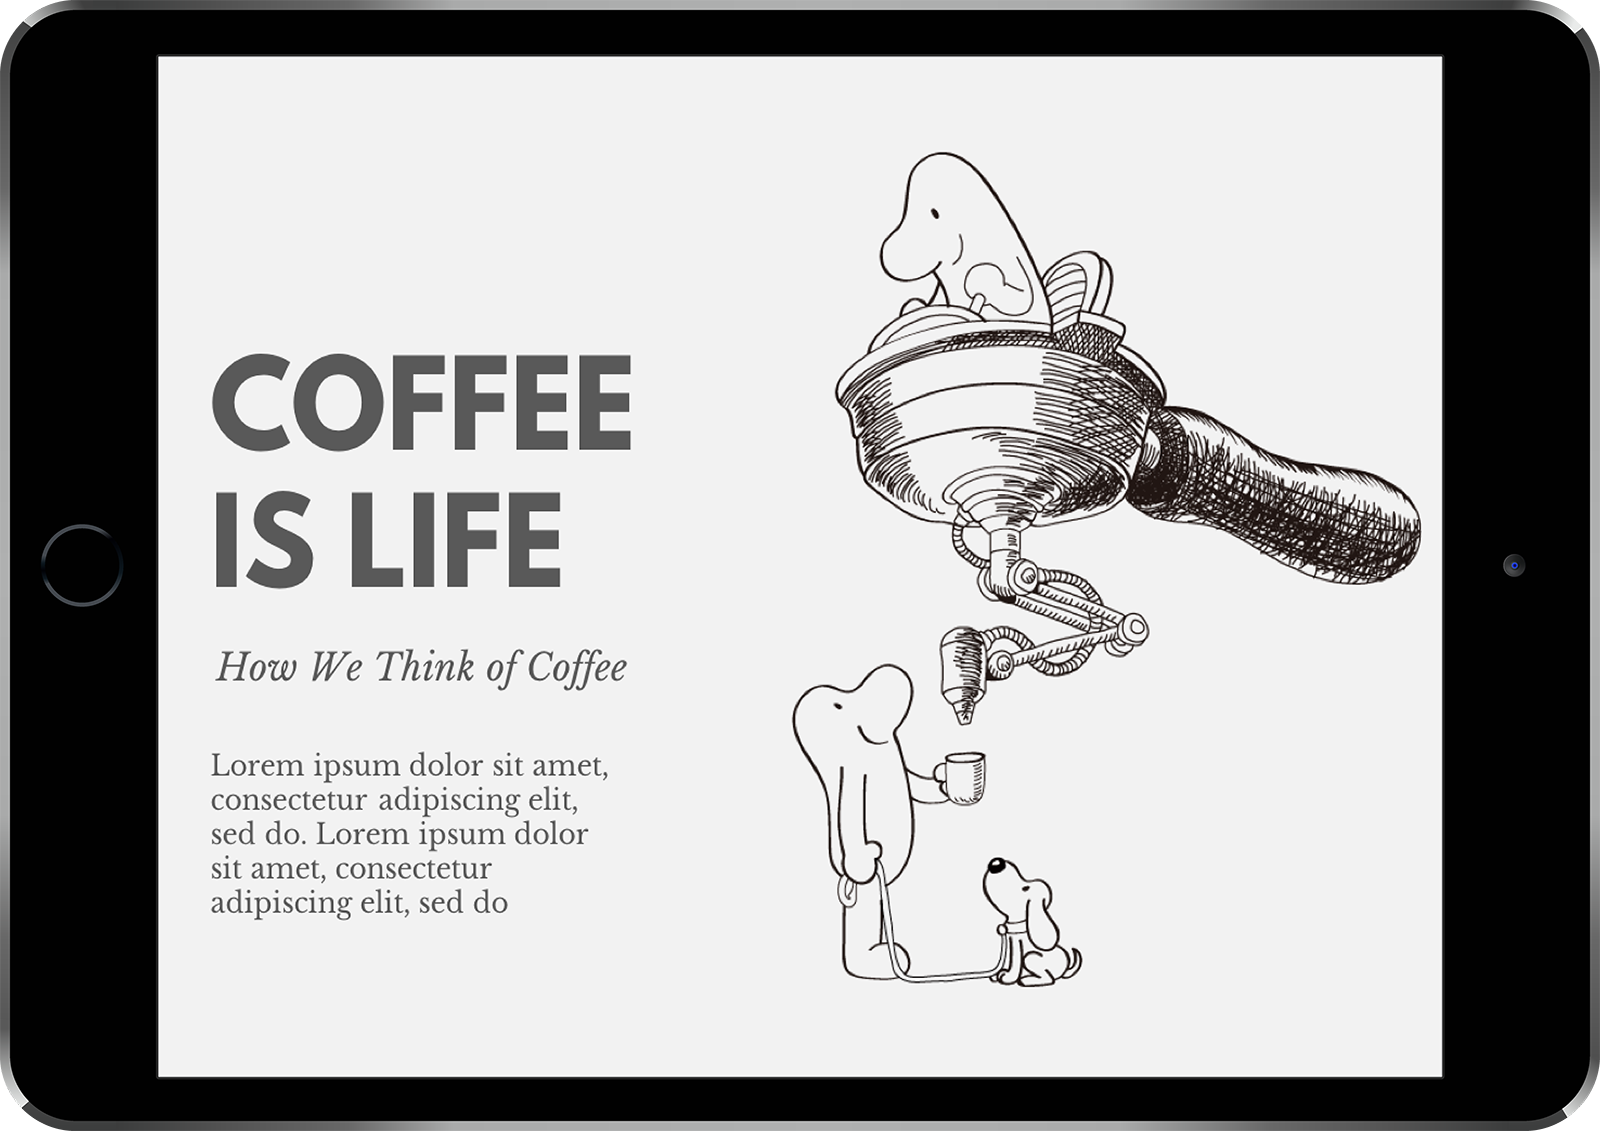 COFFEE
IS LIFE
How We Think of Coffee
Lorem ipsum dolor sit amet,
consectetur adipiscing elit,
sed do. Lorem ipsum dolor
sit amet, consectetur
adipiscing elit, sed do